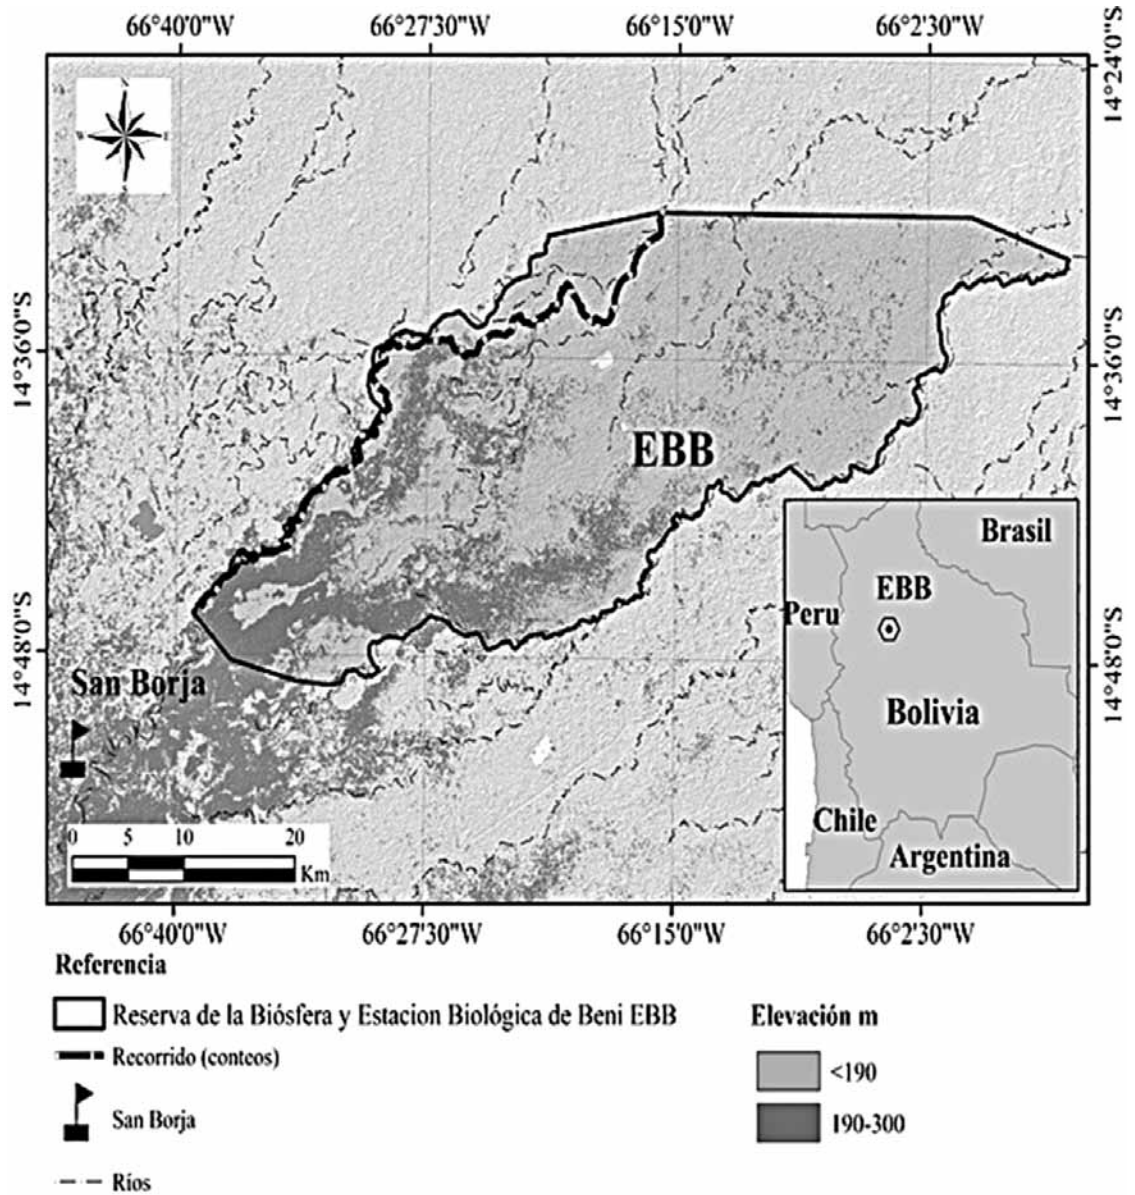 66°40'0"W 66°27'30"W 66°15'0"W 66°2'30"W
14°24'0"S
14°36'0"S
14°36'0"S
EBB
Brasil
EBB
Peru
14°48'0"S
14°48'0"S
San Borja
Bolivia
Chile
Argentina
0 5 10 20
Km
66°40'0"W 66°27'30"W 66°15'0"W 66°2'30"W
Referencia
Reserva de la Biósfera y Estacion Biológica de Beni EBB
Recorrido (conteos)
San Borja
Ríos
Elevación m
<190
190-300